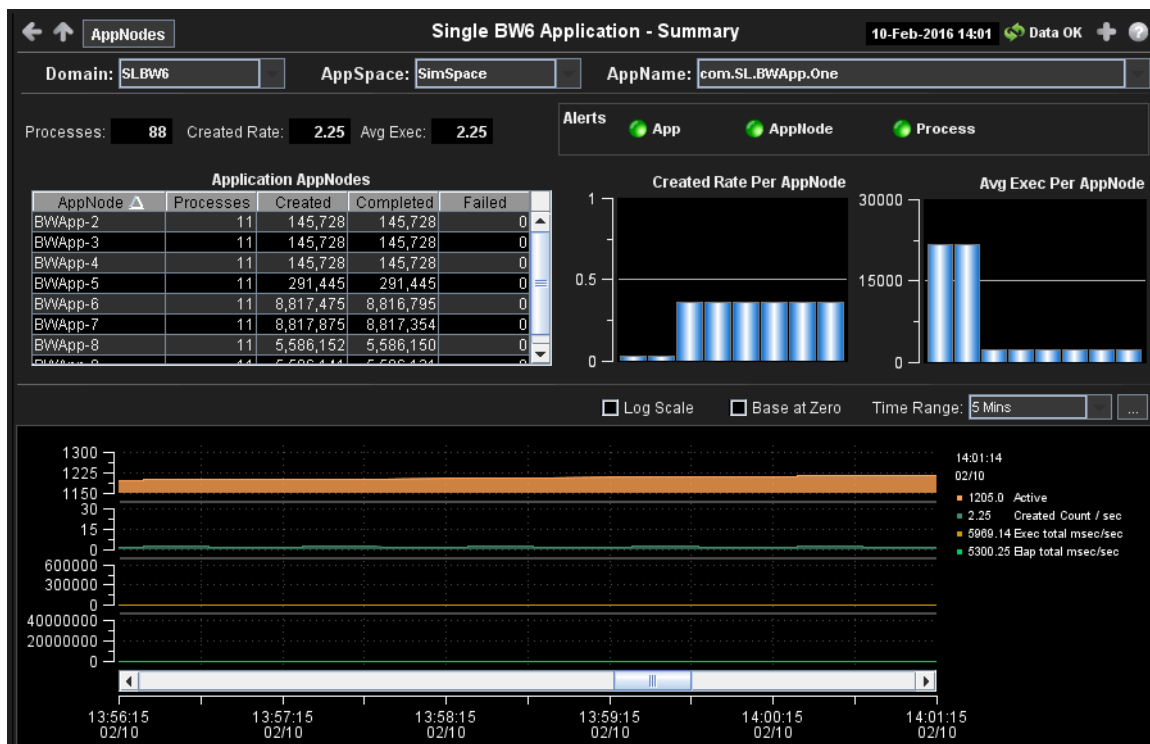 AppNodes Single BW6 Application - Summary 10-Feb-2016 14:01 Data OK
Domain: SLBW6 AppSpace: SimSpace AppName: com.SL.BWApp.One
Processes: 88 Created Rate: 2.25 Avg Exec: 2.25
Alerts App AppNode Process
Application AppNodes
AppNode Processes Created Completed Failed
BWApp-2 11 145,728 145,728 0
BWApp-3 11 145,728 145,728 0
BWApp-4 11 145,728 145,728 0
BWApp-5 11 291,445 291,445 0
BWApp-6 11 8,817,475 8,816,795 0
BWApp-7 11 8,817,875 8,817,354 0
BWApp-8 11 5,586,152 5,586,150 0
Created Rate Per AppNode
1
0.5
0
Avg Exec Per AppNode
30000
15000
0
Log Scale Base at Zero Time Range: 5 Mins ...
1300
1225
1150
30
15
0
600000
300000
0
40000000
20000000
0
14:01:14
02/10
1205.0 Active
2.25 Created Count / sec
5969.14 Exec total msec/sec
5300.25 Elap total msec/sec
13:56:15 13:57:15 13:58:15 13:59:15 14:00:15 14:01:15
02/10 02/10 02/10 02/10 02/10 02/10